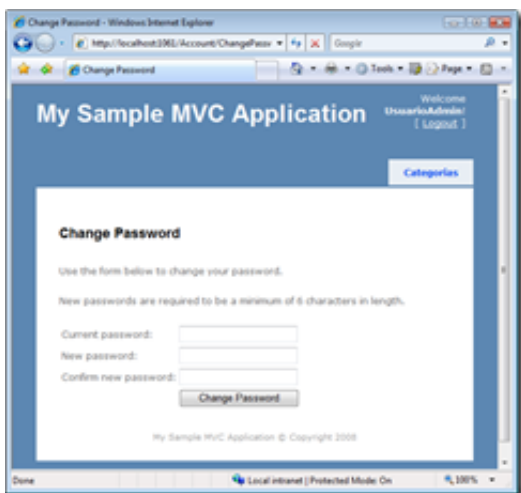 Change Password - Windows Internet Explorer
http://localhost:1061/Account/ChangePassw
Google
Change Password
Tools
Page
My Sample MVC Application
Welcome
UsuarioAdmin!
[ Logout ]
Categorías
Change Password
Use the form below to change your password.
New passwords are required to be a minimum of 6 characters in length.
Current password:
New password:
Confirm new password:
Change Password
My Sample MVC Application © Copyright 2008
Done
Local intranet | Protected Mode: On
100%